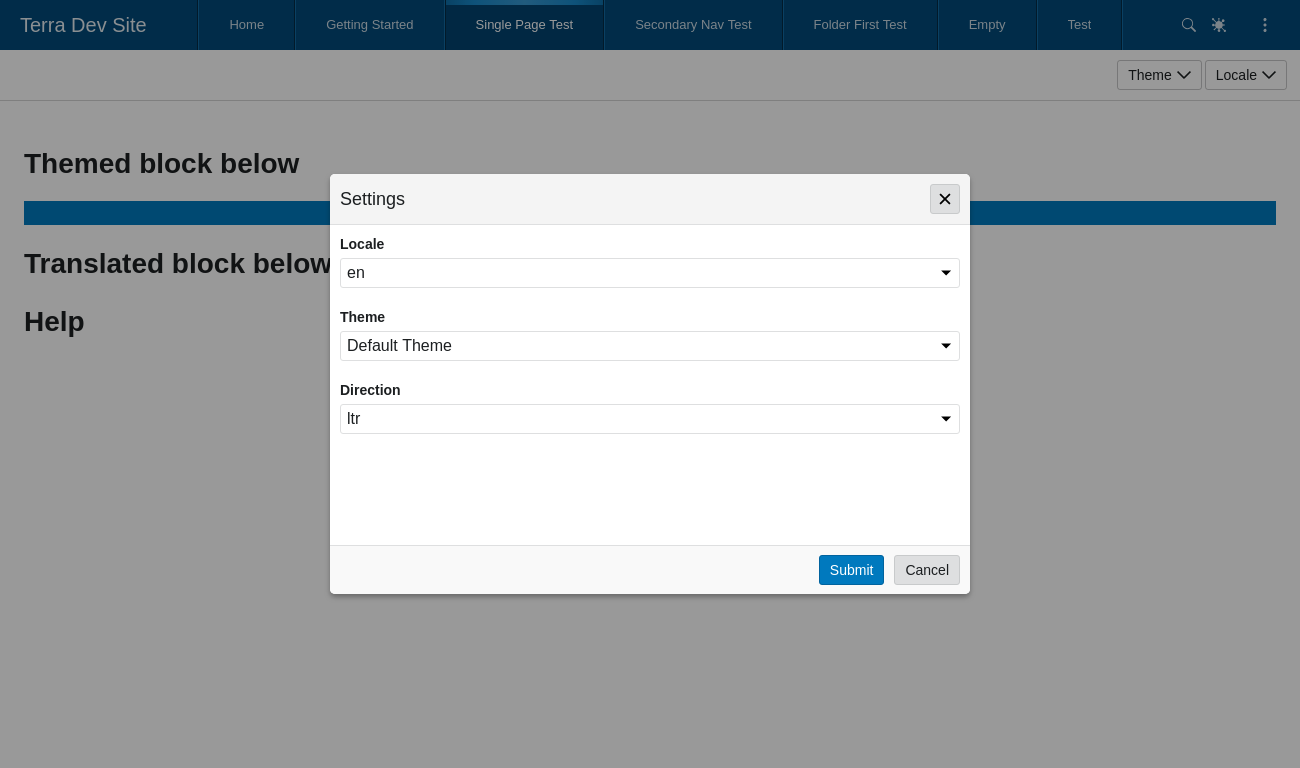 Terra Dev Site
Home
Getting Started
Single Page Test
Secondary Nav Test
Folder First Test
Empty
Test
Theme
Locale
Themed block below
Translated block below
Help
Settings
Locale
en
Theme
Default Theme
Direction
ltr
Submit
Cancel